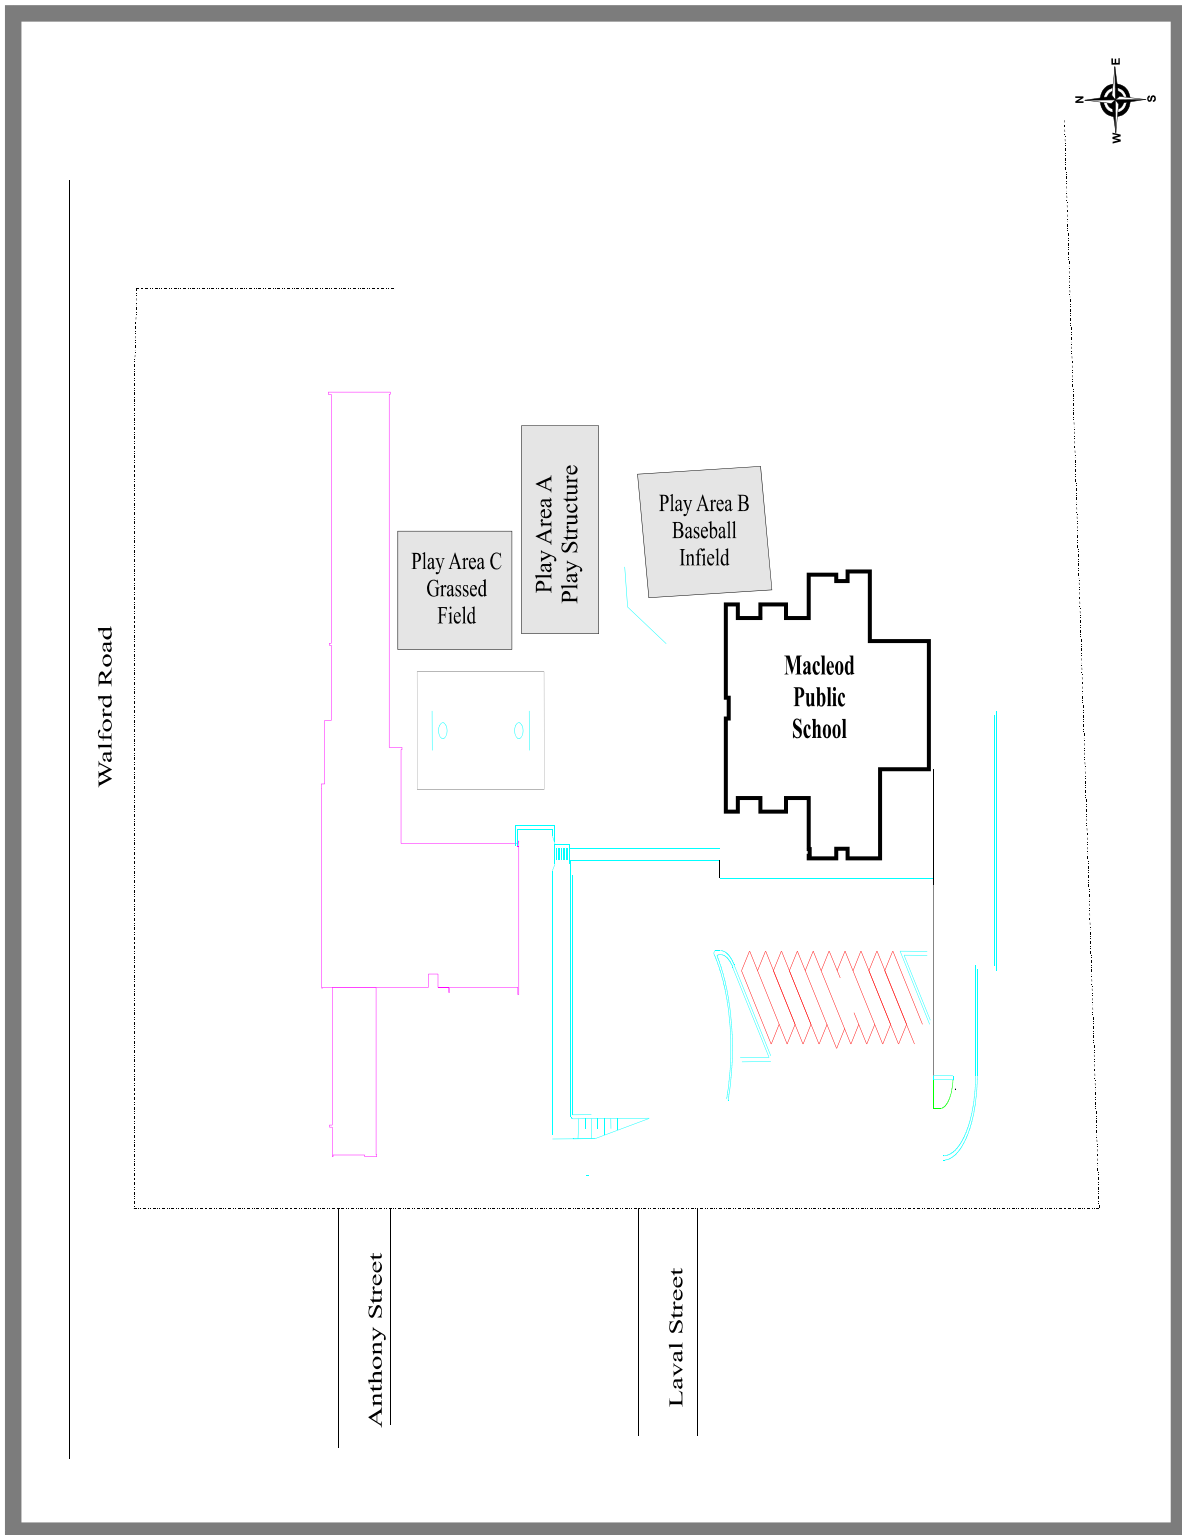 E
N
S
W
Play Area A
Play Structure
Play Area B
Baseball
Infield
Play Area C
Grassed
Field
Macleod
Public
School
Walford Road
Anthony Street
Laval Street